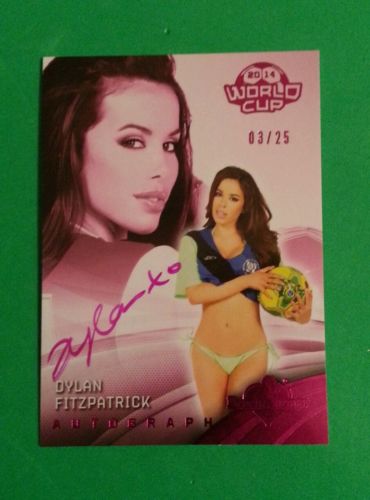 2014
WORLD
CUP
03/25
Dylan xo
DYLAN
FITZPATRICK
AUTOGRAPH